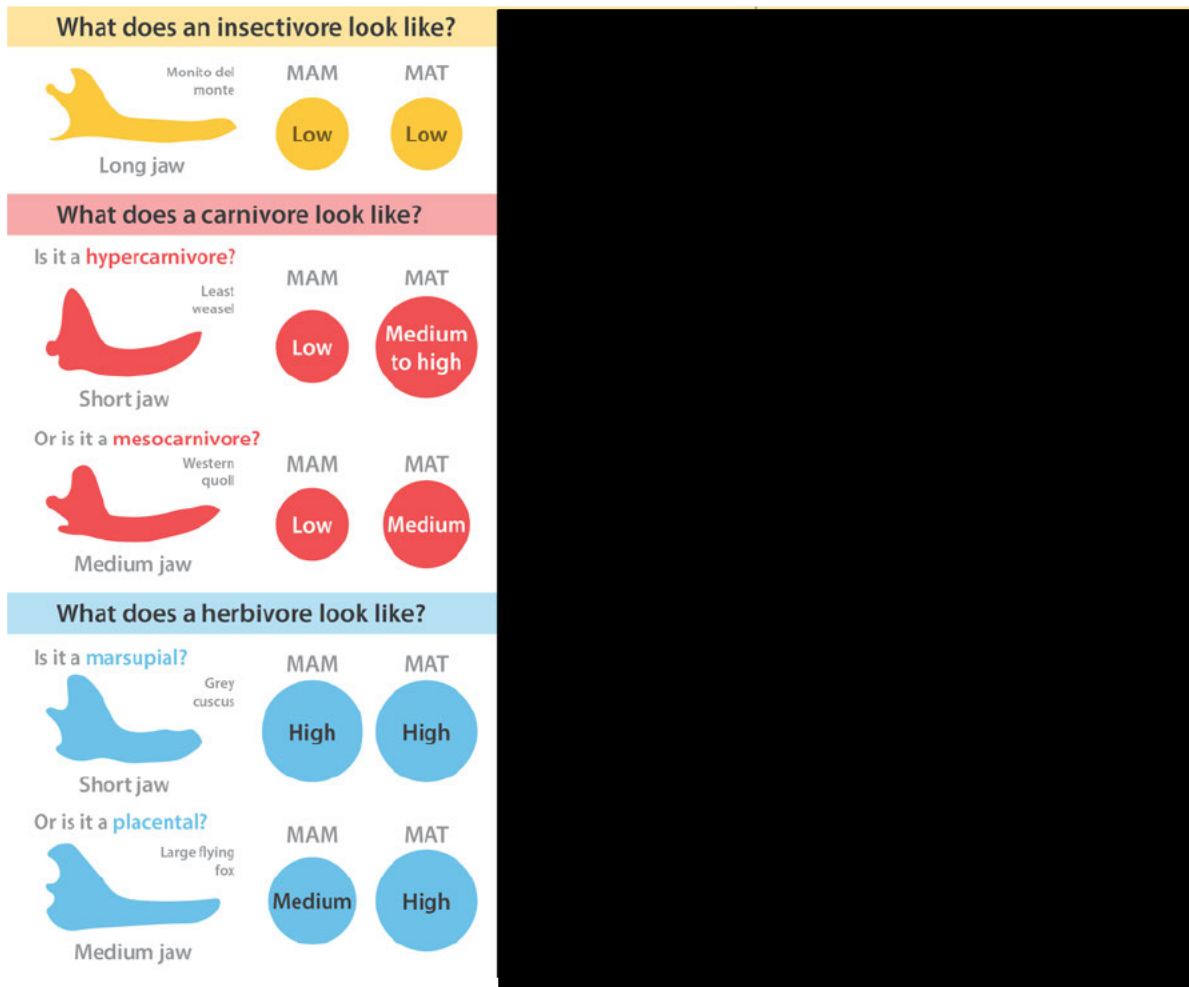 What does an insectivore look like?
Monito del
monte
MAM
MAT
Low
Low
Long jaw
What does a carnivore look like?
Is it a hypercarnivore?
Least
weasel
MAM
MAT
Low
Medium
to high
Short jaw
Or is it a mesocarnivore?
Western
quoll
MAM
MAT
Low
Medium
Medium jaw
What does a herbivore look like?
Is it a marsupial?
Grey
cuscus
MAM
MAT
High
High
Short jaw
Or is it a placental?
Large flying
fox
MAM
MAT
Medium
High
Medium jaw